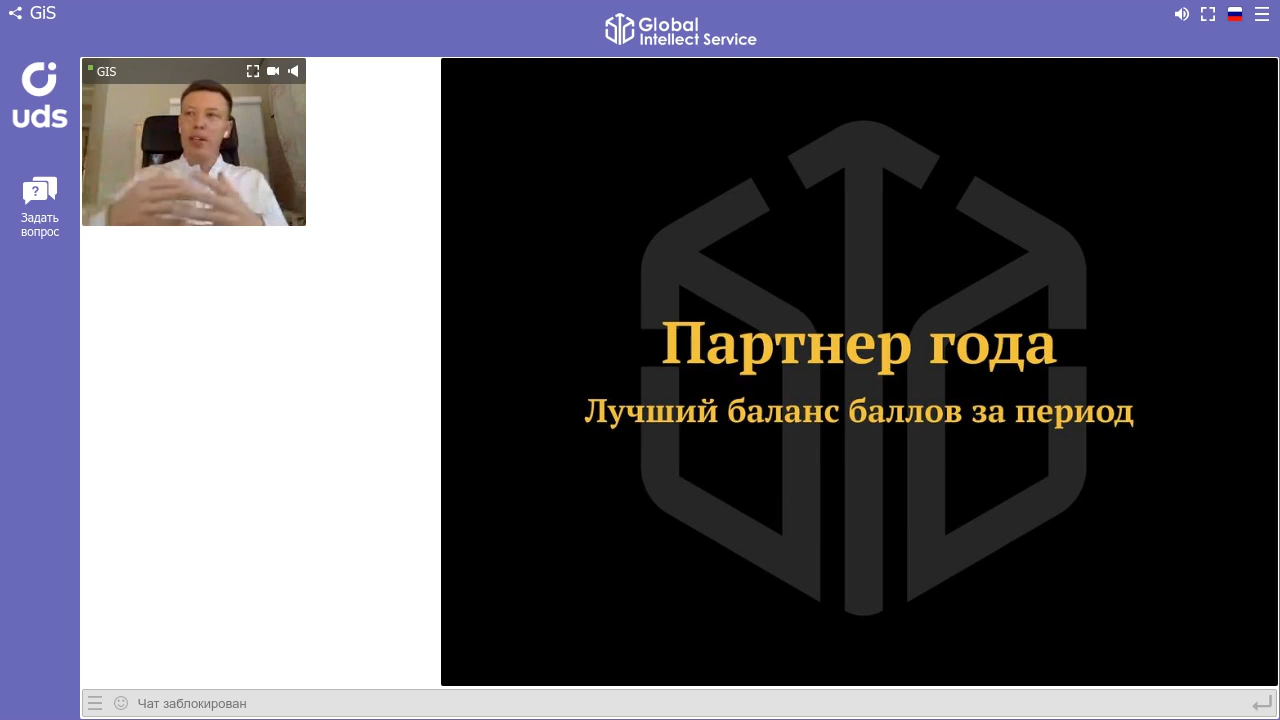 GiS
Global
Intellect Service
uds
GIS
?
Задать
вопрос
Партнер года
Лучший баланс баллов за период
Чат заблокирован